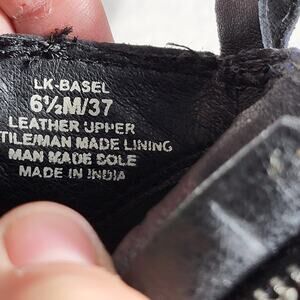 LK-BASEL
6½M/37
LEATHER UPPER
TILE/MAN MADE LINING
MAN MADE SOLE
MADE IN INDIA